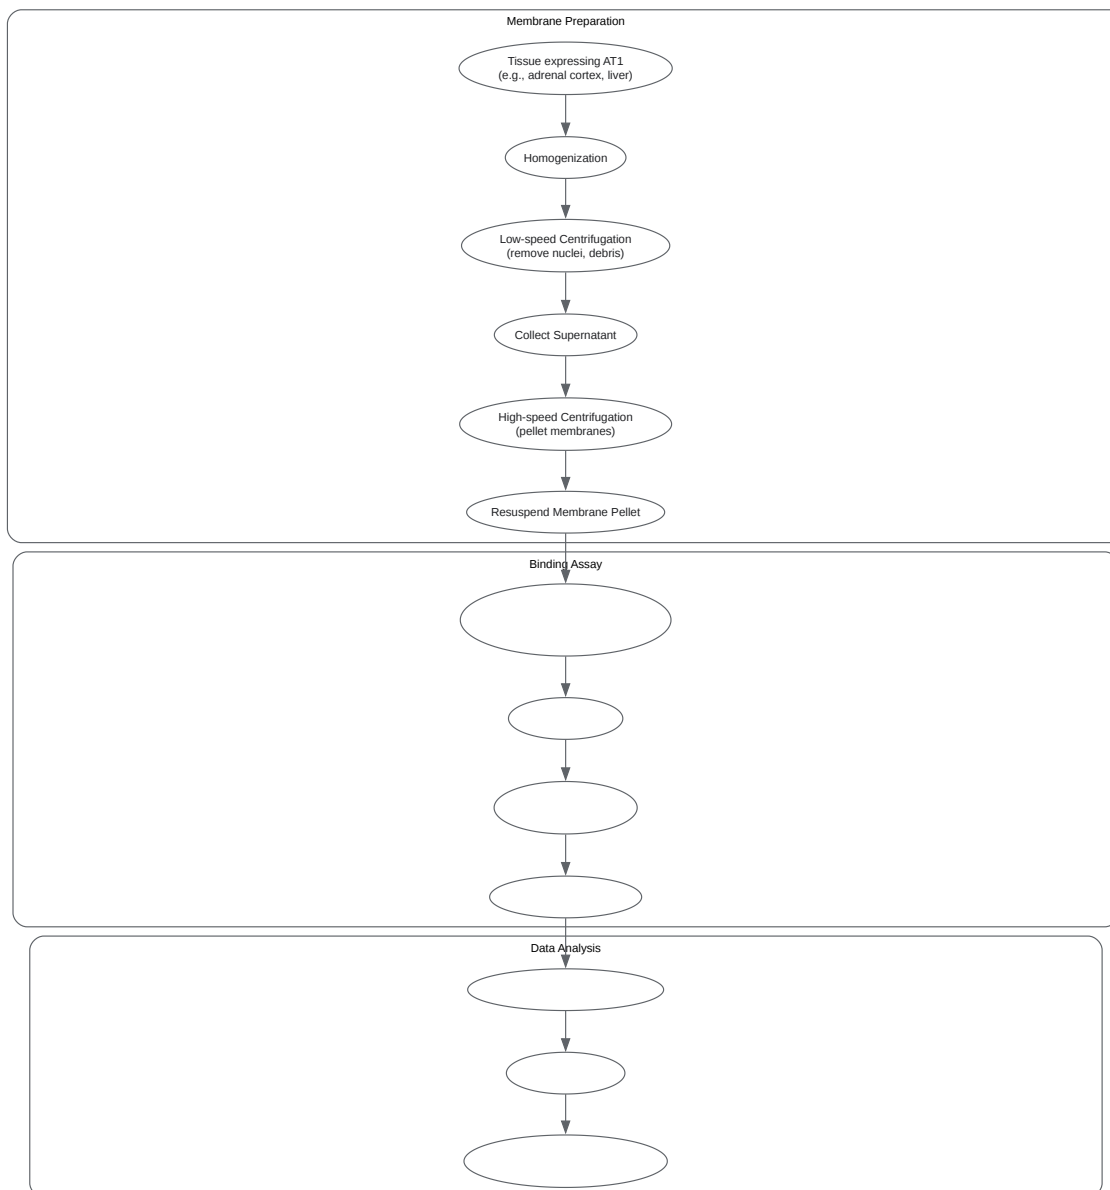 Membrane Preparation
Tissue expressing AT1
(e.g., adrenal cortex, liver)
Homogenization
Low-speed Centrifugation
(remove nuclei, debris)
Collect Supernatant
High-speed Centrifugation
(pellet membranes)
Resuspend Membrane Pellet
Binding Assay
Data Analysis